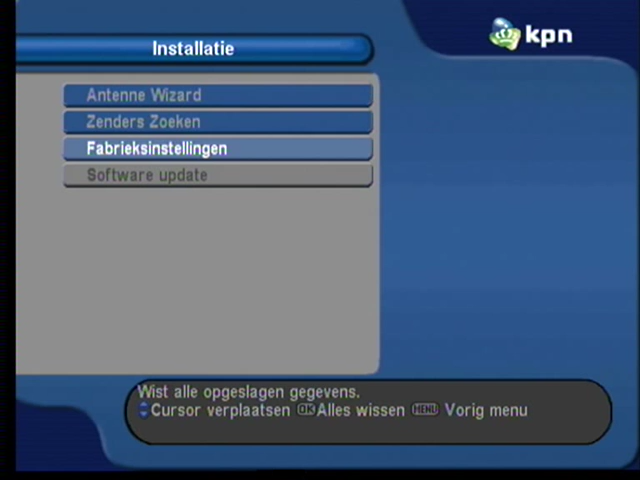 Installatie
kpn
Antenne Wizard
Zenders Zoeken
Fabrieksinstellingen
Software update
Wist alle opgeslagen gegevens.
Cursor verplaatsen OK Alles wissen MENU Vorig menu